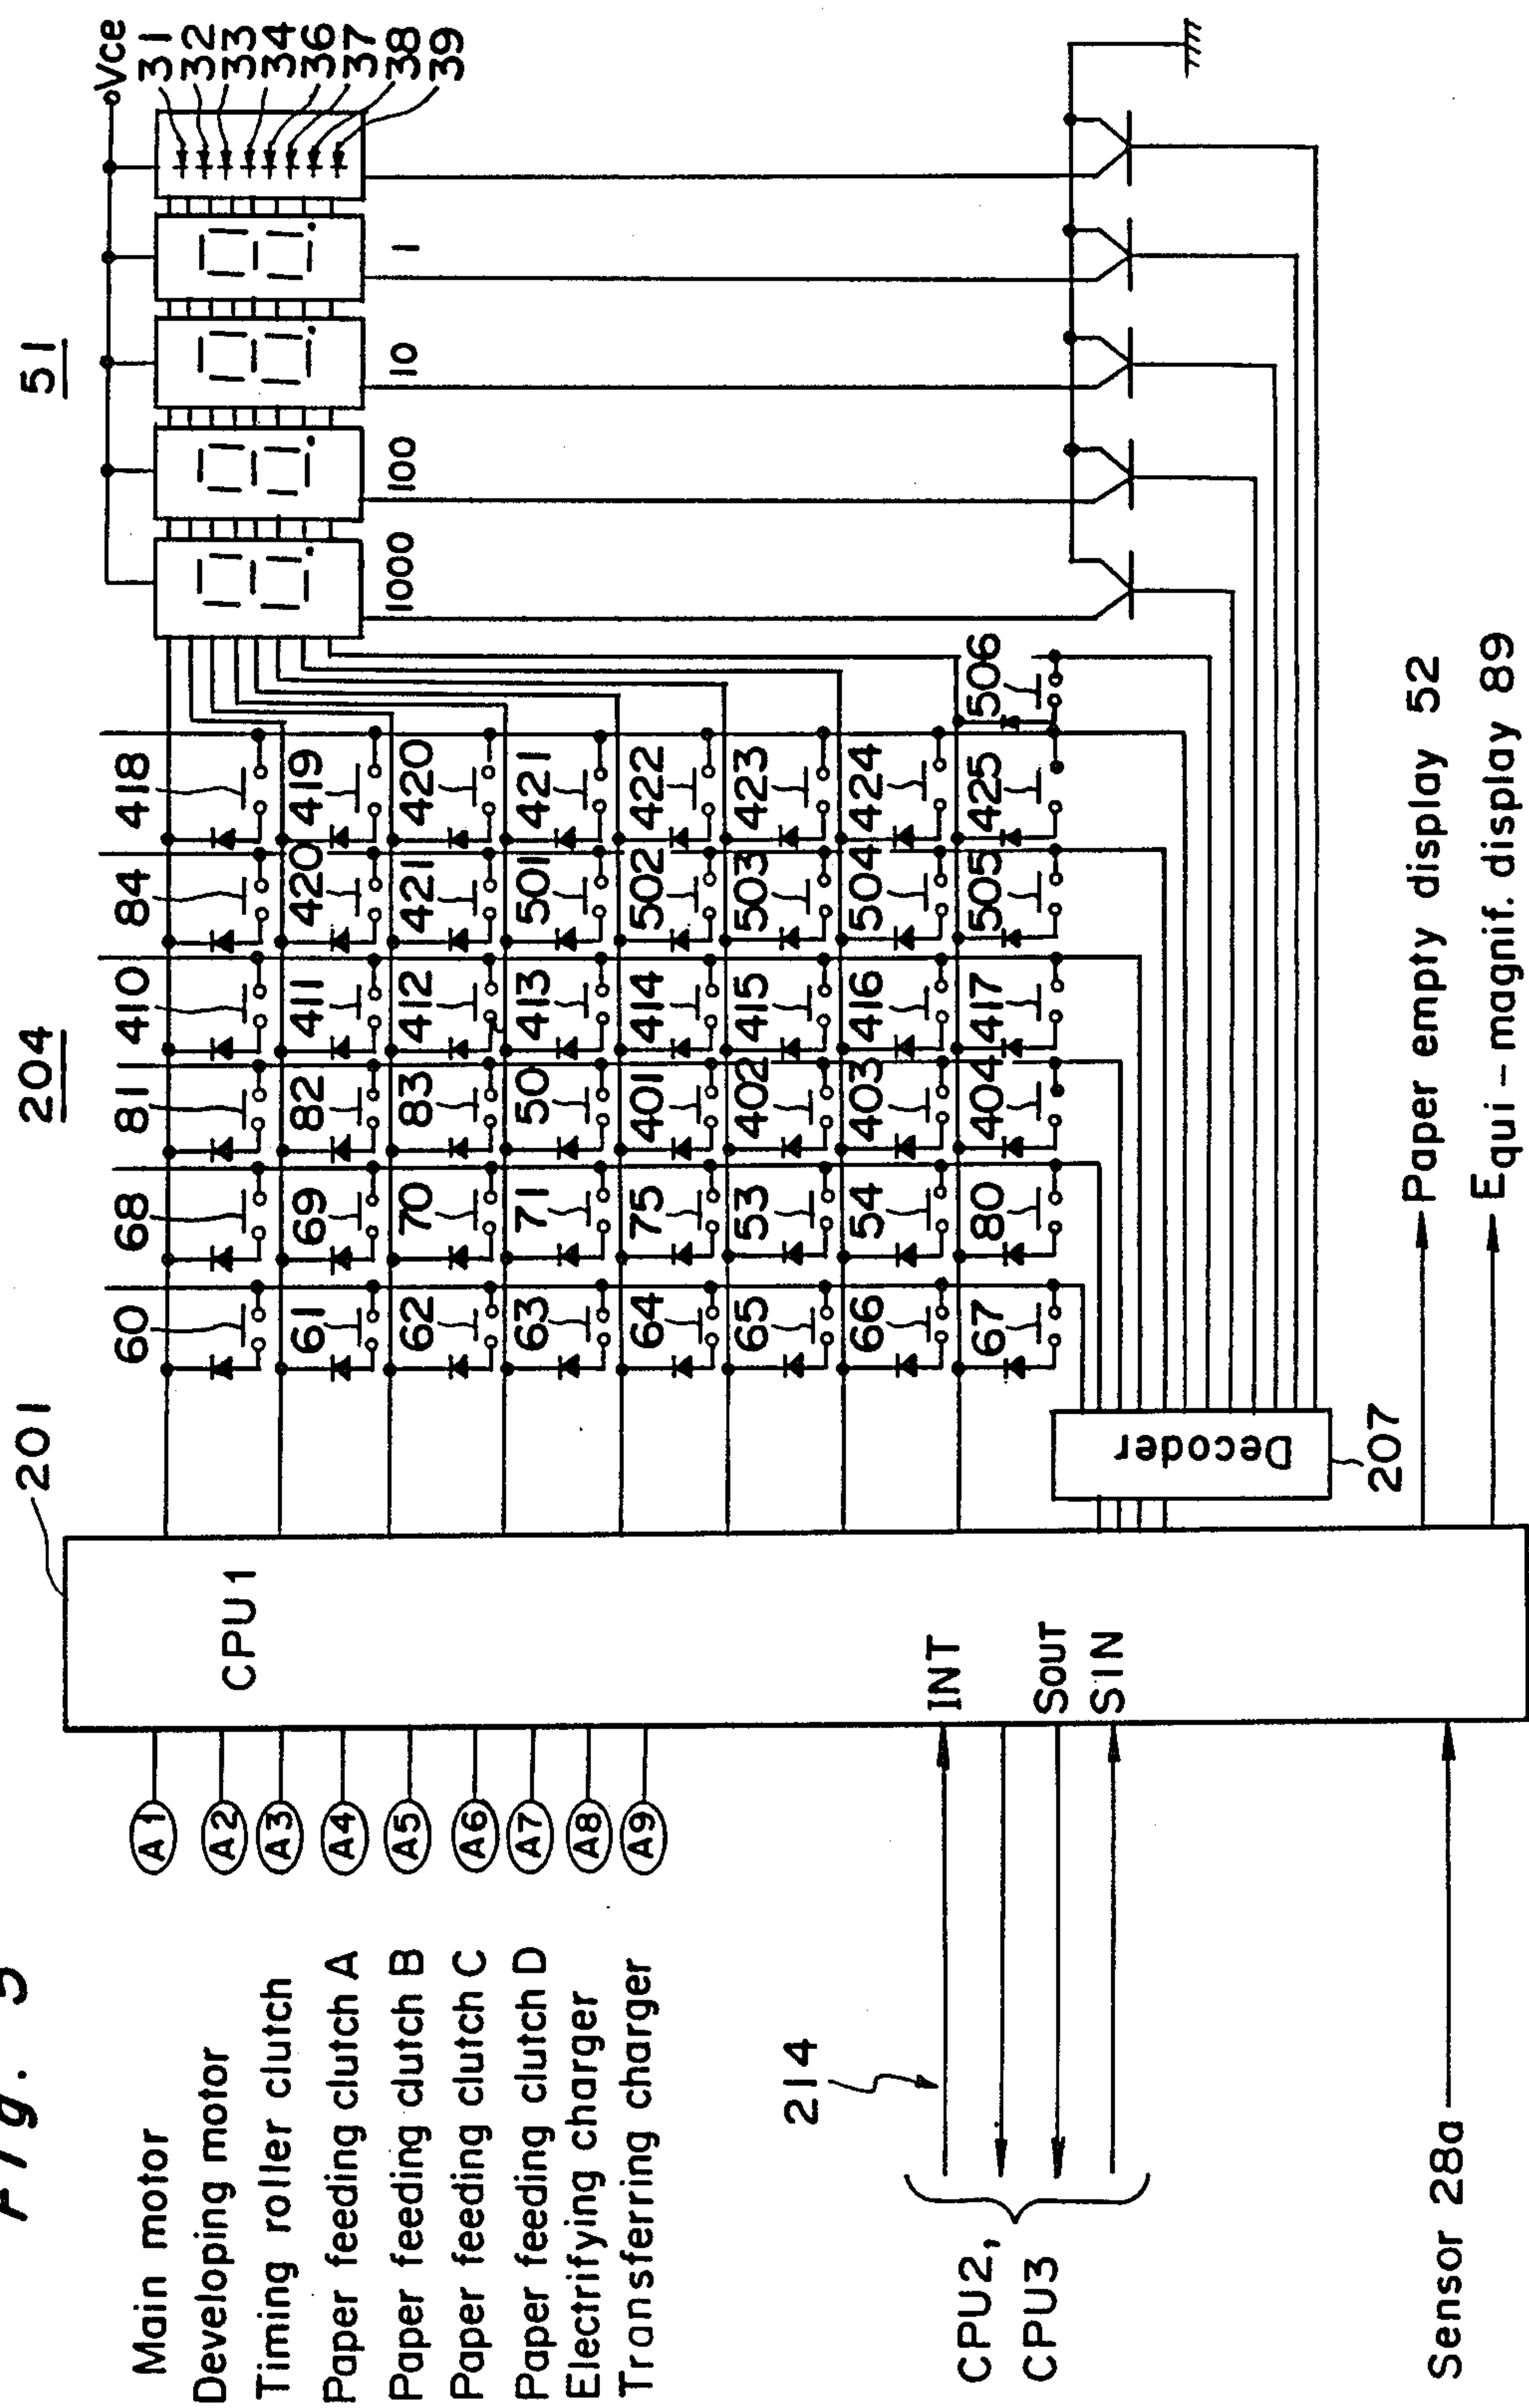 Fig. 5
201
204
51
Vce
31
32
33
34
36
37
38
39
60 68 81 410 84 418
61 69 82 411 420 419
62 70 83 412 421 420
63 71 50 413 501 421
64 75 401 414 502 422
65 53 402 415 503 423
66 54 403 416 504 424
67 80 404 417 505 425 506
1000 100 10 1
CPU1
Main motor A1
Developing motor A2
Timing roller clutch A3
Paper feeding clutch A A4
Paper feeding clutch B A5
Paper feeding clutch C A6
Paper feeding clutch D A7
Electrifying charger A8
Transferring charger A9
214
INT
SOUT
SIN
CPU2,
CPU3
Decoder
207
Sensor 28a
Paper empty display 52
Equi-magnif. display 89